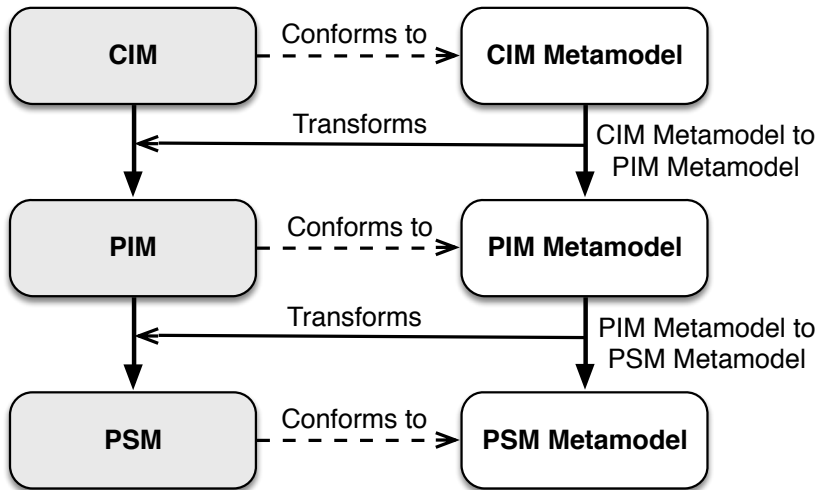 CIM
Conforms to
CIM Metamodel
Transforms
CIM Metamodel to
PIM Metamodel
PIM
Conforms to
PIM Metamodel
Transforms
PIM Metamodel to
PSM Metamodel
PSM
Conforms to
PSM Metamodel